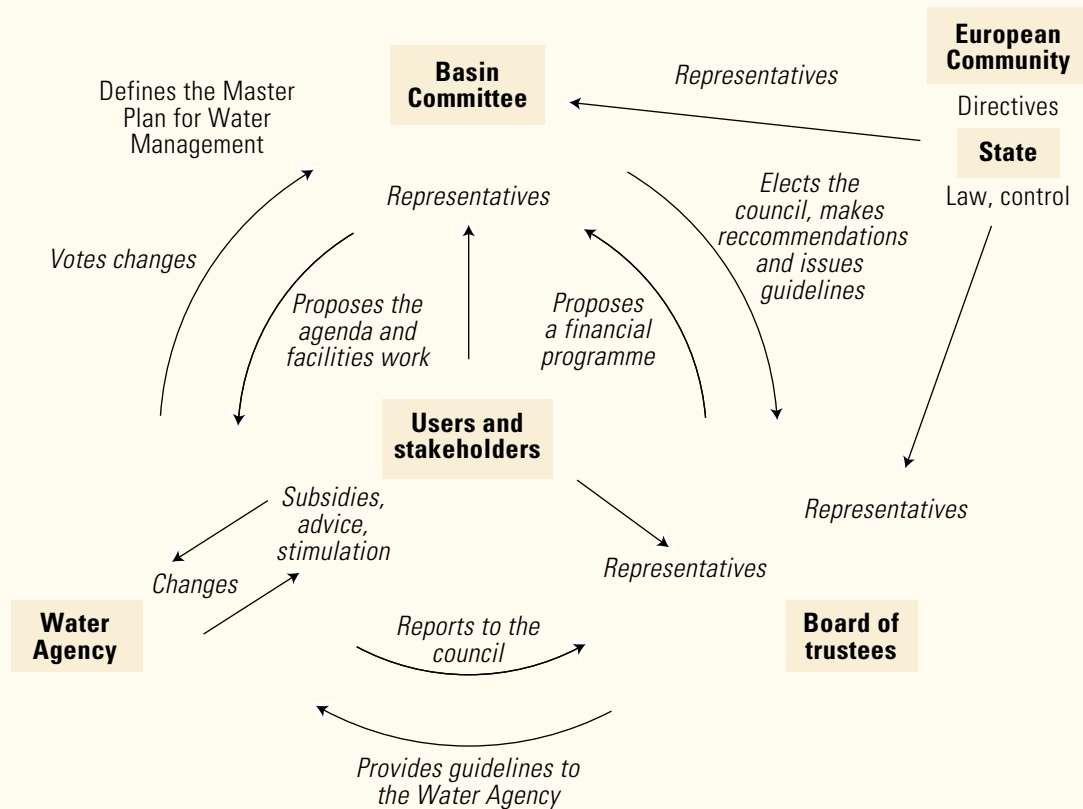 European
Community
Directives
State
Law, control
Basin
Committee
Representatives
Defines the Master
Plan for Water
Management
Representatives
Elects the
council, makes
reccommendations
and issues
guidelines
Votes changes
Proposes the
agenda and
facilities work
Proposes
a financial
programme
Users and
stakeholders
Subsidies,
advice,
stimulation
Changes
Representatives
Representatives
Water
Agency
Board of
trustees
Reports to the
council
Provides guidelines to
the Water Agency